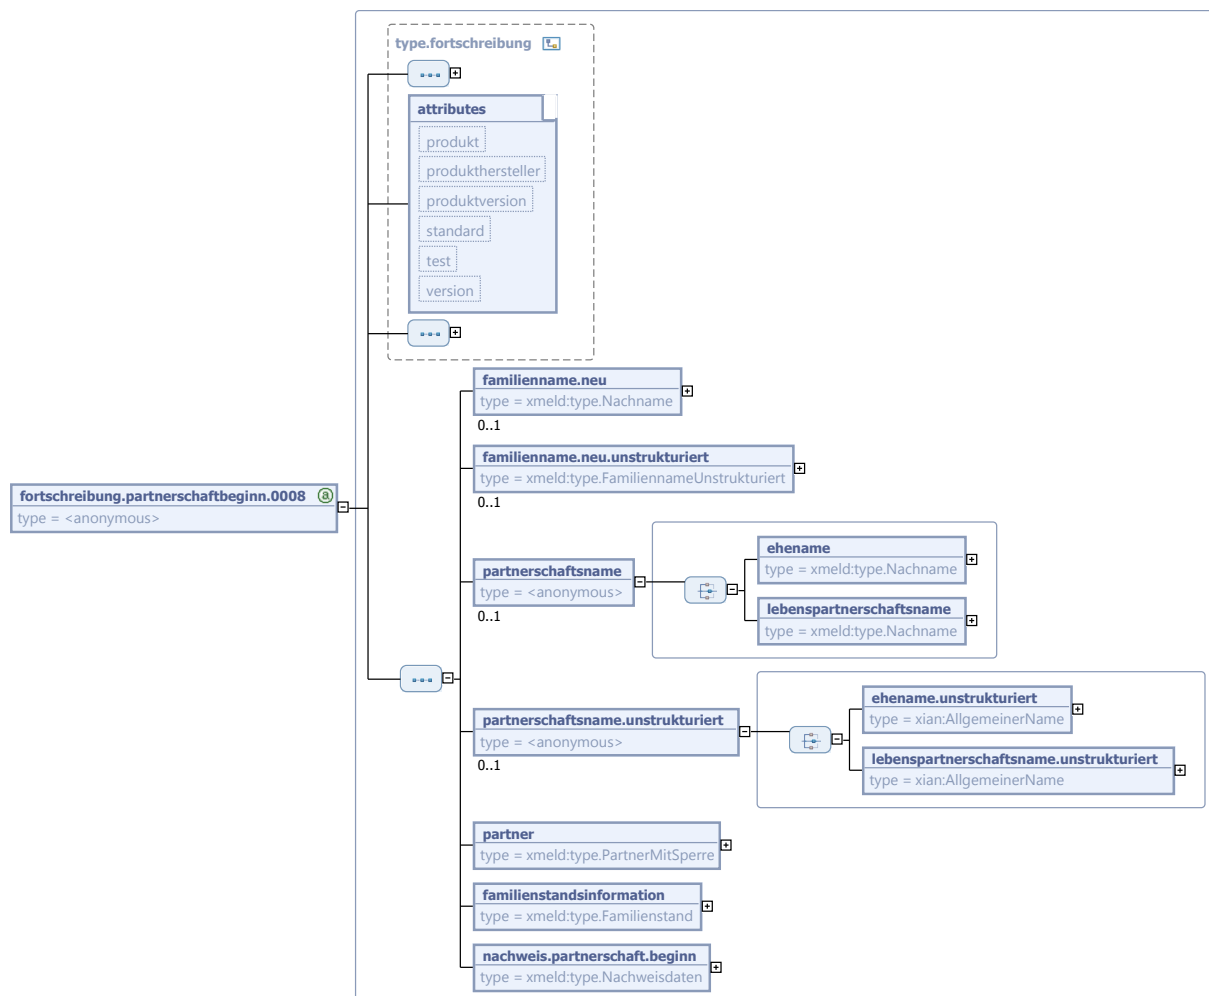 type.fortschreibung
attributes
produkt
produkthersteller
produktversion
standard
test
version
familienname.neu
type = xmeld:type.Nachname
0..1
familienname.neu.unstrukturiert
type = xmeld:type.FamiliennameUnstrukturiert
0..1
fortschreibung.partnerschaftbeginn.0008 a
type = <anonymous>
partnerschaftsname
type = <anonymous>
0..1
ehename
type = xmeld:type.Nachname
lebenspartnerschaftsname
type = xmeld:type.Nachname
partnerschaftsname.unstrukturiert
type = <anonymous>
0..1
ehename.unstrukturiert
type = xian:AllgemeinerName
lebenspartnerschaftsname.unstrukturiert
type = xian:AllgemeinerName
partner
type = xmeld:type.PartnerMitSperre
familienstandsinformation
type = xmeld:type.Familienstand
nachweis.partnerschaft.beginn
type = xmeld:type.Nachweisdaten